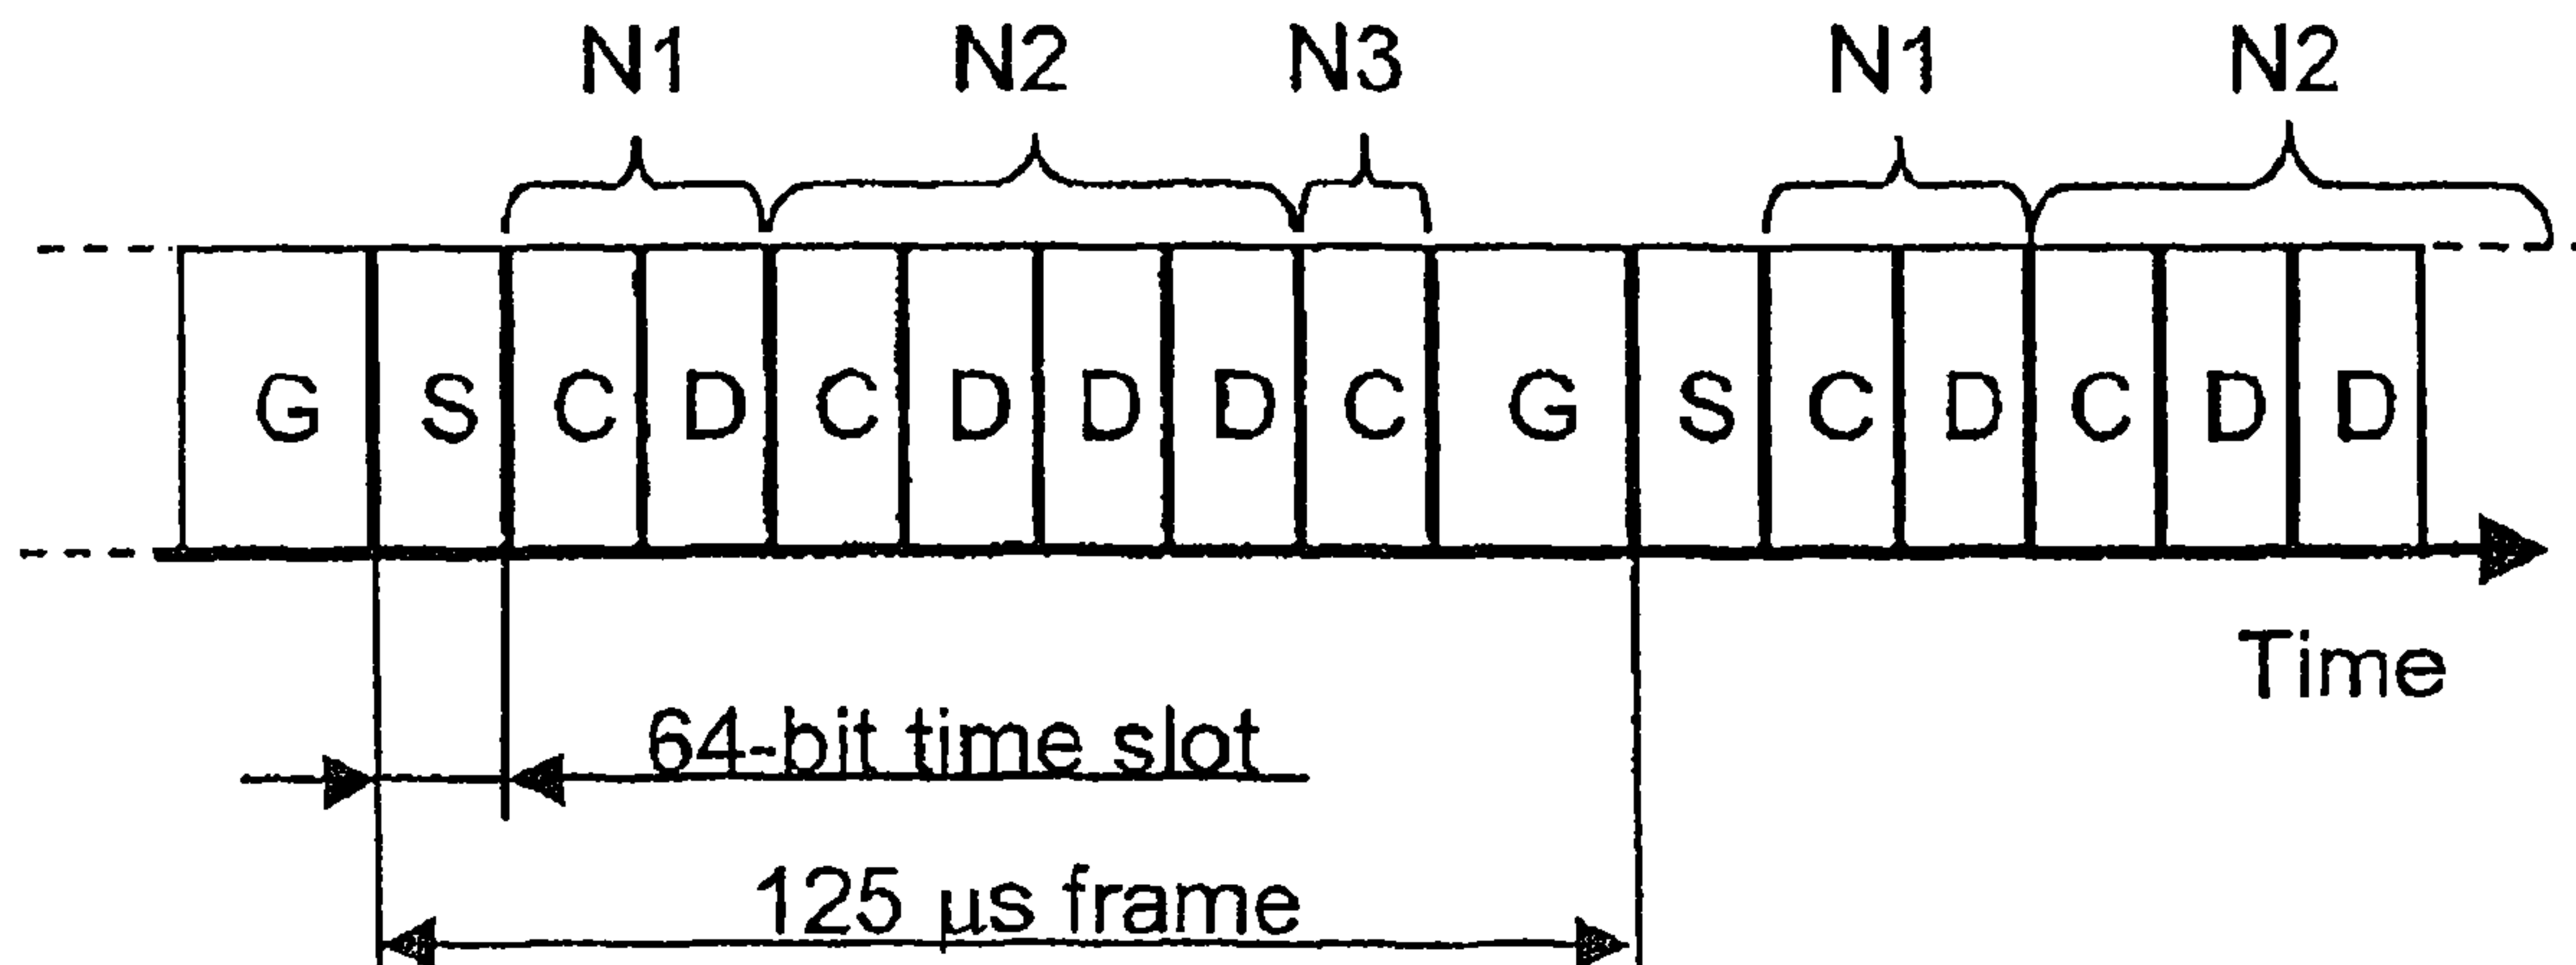 N1 N2 N3 N1 N2
G S C D C D D D C G S C D C D D
Time
64-bit time slot
125 µs frame